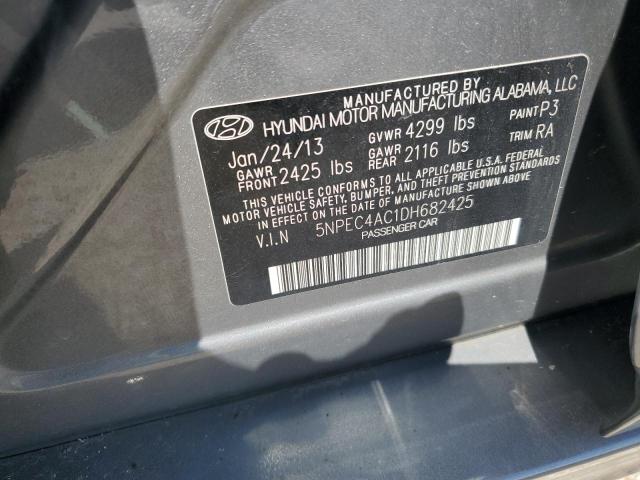 MANUFACTURED BY
HYUNDAI MOTOR MANUFACTURING ALABAMA, LLC
Jan/24/13 GVWR 4299 lbs PAINT P3
GAWR FRONT 2425 lbs GAWR REAR 2116 lbs TRIM RA
THIS VEHICLE CONFORMS TO ALL APPLICABLE U.S.A. FEDERAL
MOTOR VEHICLE SAFETY, BUMPER, AND THEFT PREVENTION STANDARDS
IN EFFECT ON THE DATE OF MANUFACTURE SHOWN ABOVE.
V.I.N 5NPEC4AC1DH682425
PASSENGER CAR